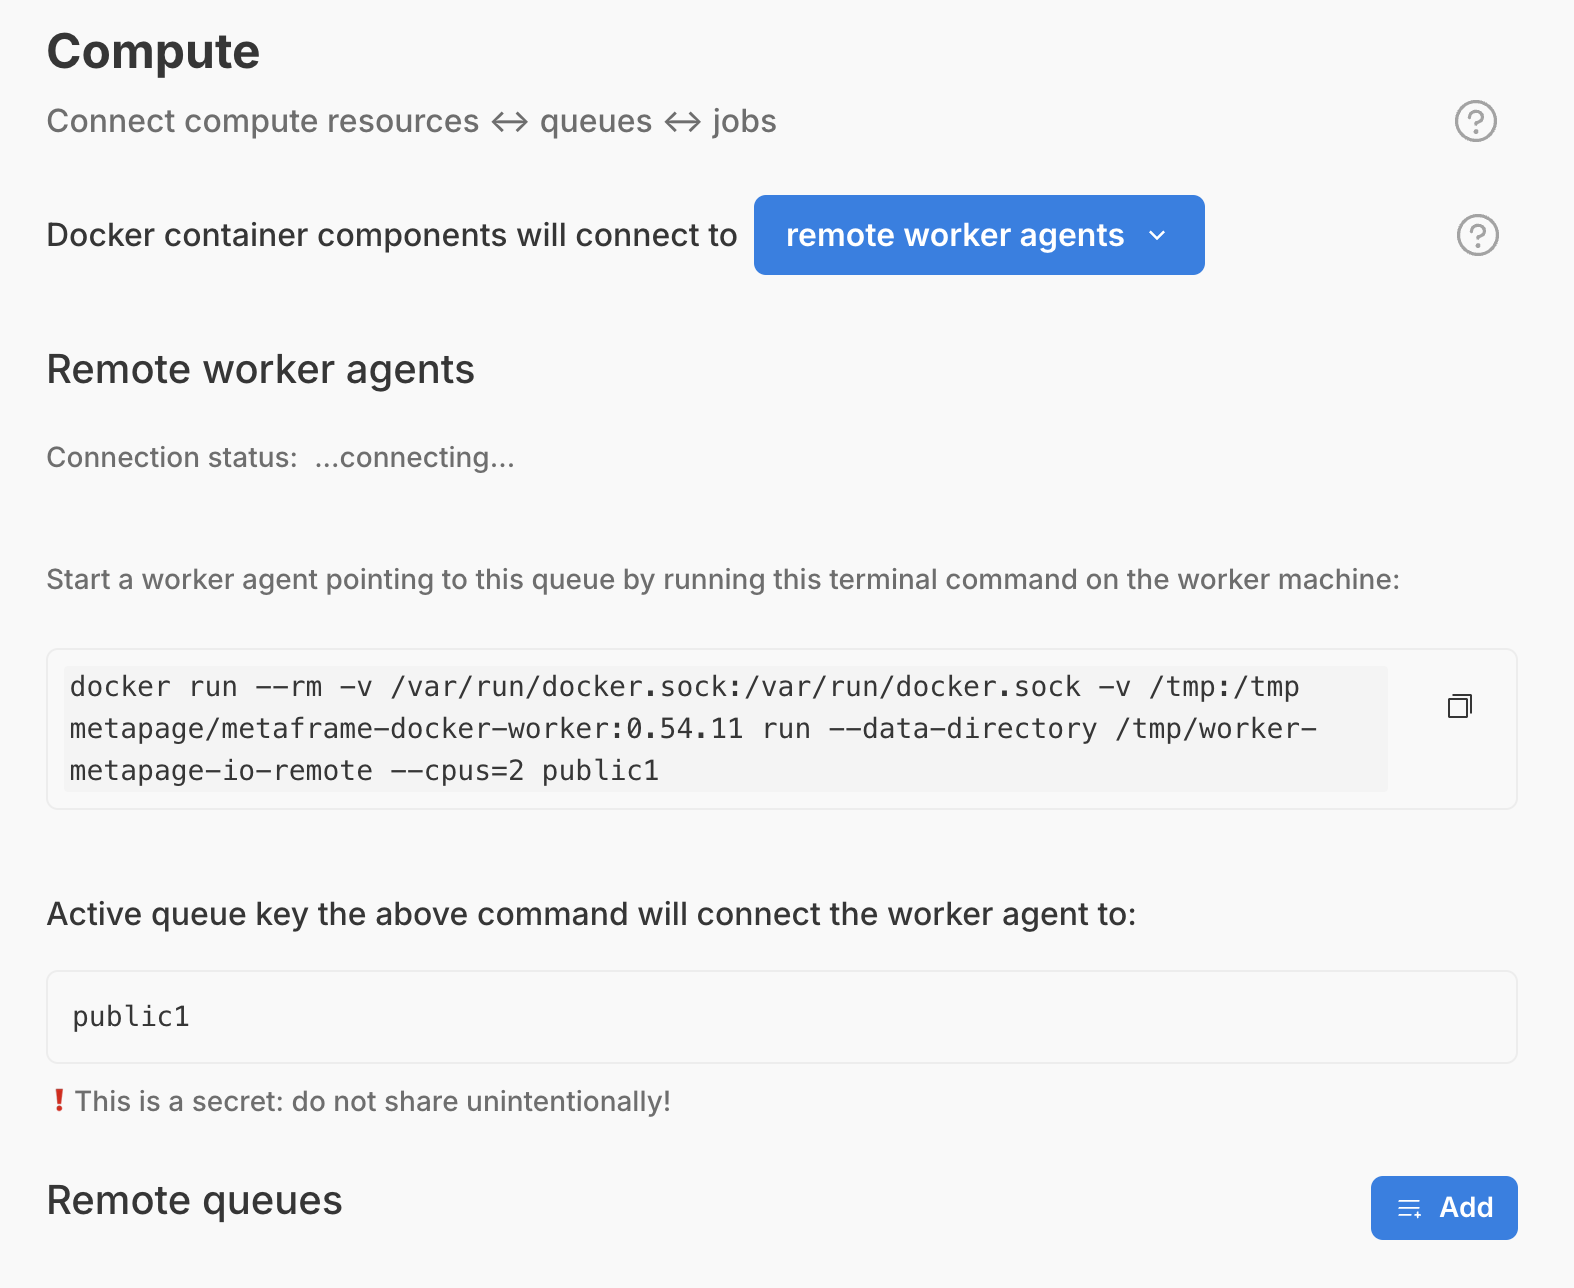 Compute
Connect compute resources <-> queues <-> jobs
Docker container components will connect to remote worker agents
Remote worker agents
Connection status: ...connecting...
Start a worker agent pointing to this queue by running this terminal command on the worker machine:
docker run --rm -v /var/run/docker.sock:/var/run/docker.sock -v /tmp:/tmp
metapage/metaframe-docker-worker:0.54.11 run --data-directory /tmp/worker-
metapage-io-remote --cpus=2 public1
Active queue key the above command will connect the worker agent to:
public1
❗ This is a secret: do not share unintentionally!
Remote queues
Add